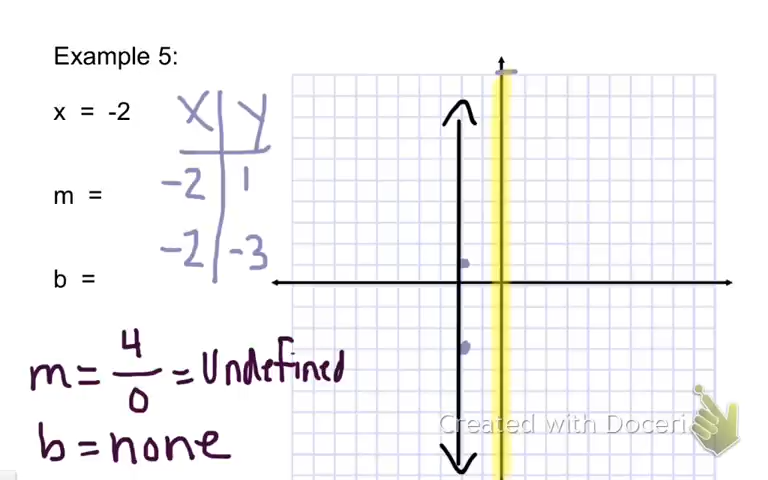 Example 5:
x = -2
X Y
-2 1
m =
-2 -3
b =
m = 4/0 = Undefined
b = none
Created with Doceri